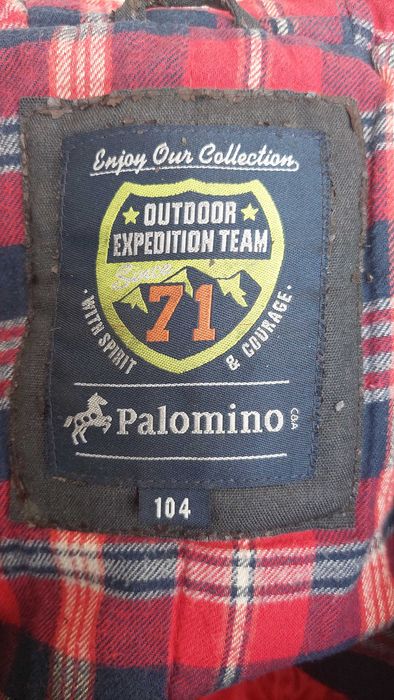 Enjoy Our Collection
OUTDOOR
EXPEDITION TEAM
Since
71
· WITH SPIRIT
& COURAGE ·
Palomino C&A
104